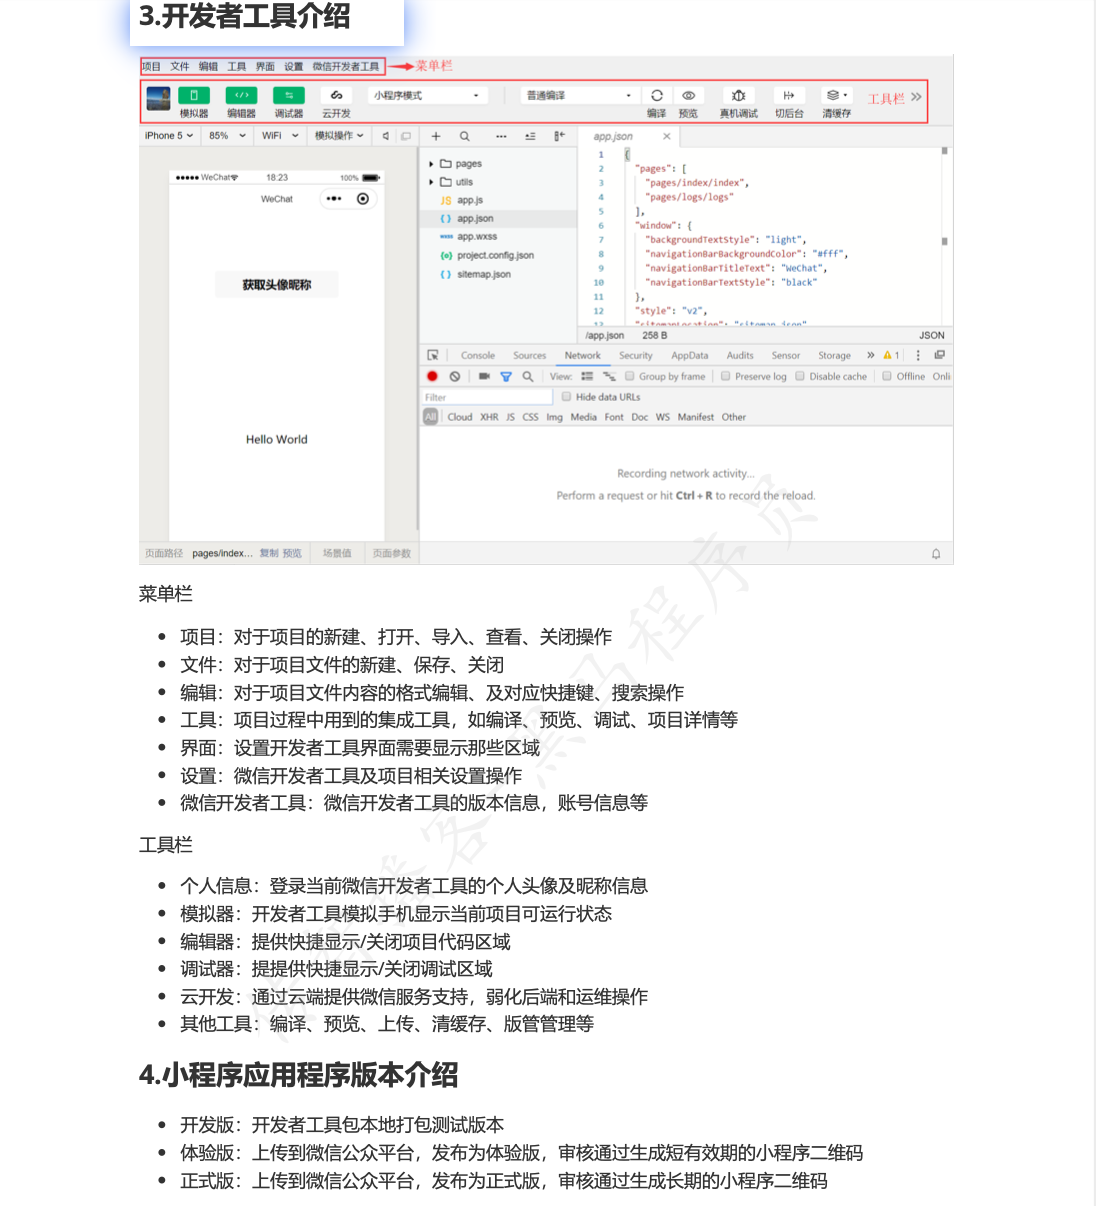 3.开发者工具介绍
项目 文件 编辑 工具 界面 设置 微信开发者工具 菜单栏
小程序模式 普通编译 工具栏
模拟器 编辑器 调试器 云开发 编译 预览 真机调试 切后台 清缓存
iPhone 5 85% WiFi 模拟操作 app.json
WeChat 18:23 100%
WeChat
获取头像昵称
Hello World
页面路径 pages/index... 复制 预览 场景值 页面参数
pages
utils
JS app.js
{ } app.json
wxss app.wxss
{o} project.config.json
{ } sitemap.json
1 {
2 "pages": [
3 "pages/index/index",
4 "pages/logs/logs"
5 ],
6 "window": {
7 "backgroundTextStyle": "light",
8 "navigationBarBackgroundColor": "#fff",
9 "navigationBarTitleText": "WeChat",
10 "navigationBarTextStyle": "black"
11 },
12 "style": "v2",
13 "sitemapLocation": "sitemap.json"
/app.json 258 B JSON
Console Sources Network Security AppData Audits Sensor Storage 1
View: Group by frame Preserve log Disable cache Offline Onli
Filter Hide data URLs
All Cloud XHR JS CSS Img Media Font Doc WS Manifest Other
Recording network activity...
Perform a request or hit Ctrl + R to record the reload.
菜单栏
• 项目：对于项目的新建、打开、导入、查看、关闭操作
• 文件：对于项目文件的新建、保存、关闭
• 编辑：对于项目文件内容的格式编辑、及对应快捷键、搜索操作
• 工具：项目过程中用到的集成工具，如编译、预览、调试、项目详情等
• 界面：设置开发者工具界面需要显示那些区域
• 设置：微信开发者工具及项目相关设置操作
• 微信开发者工具：微信开发者工具的版本信息，账号信息等
工具栏
• 个人信息：登录当前微信开发者工具的个人头像及昵称信息
• 模拟器：开发者工具模拟手机显示当前项目可运行状态
• 编辑器：提供快捷显示/关闭项目代码区域
• 调试器：提提供快捷显示/关闭调试区域
• 云开发：通过云端提供微信服务支持，弱化后端和运维操作
• 其他工具：编译、预览、上传、清缓存、版管管理等
4.小程序应用程序版本介绍
• 开发版：开发者工具包本地打包测试版本
• 体验版：上传到微信公众平台，发布为体验版，审核通过生成短有效期的小程序二维码
• 正式版：上传到微信公众平台，发布为正式版，审核通过生成长期的小程序二维码
传智播客-黑马程序员